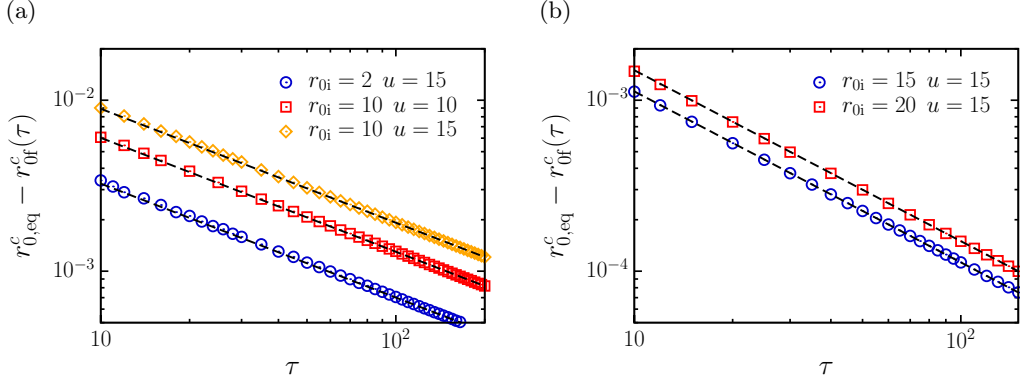 (a)
r^c_{0,eq} − r^c_{0f}(τ)
10^{-2}
10^{-3}
r_{0i} = 2 u = 15
r_{0i} = 10 u = 10
r_{0i} = 10 u = 15
10
10^2
τ
(b)
r^c_{0,eq} − r^c_{0f}(τ)
10^{-3}
10^{-4}
r_{0i} = 15 u = 15
r_{0i} = 20 u = 15
10
10^2
τ